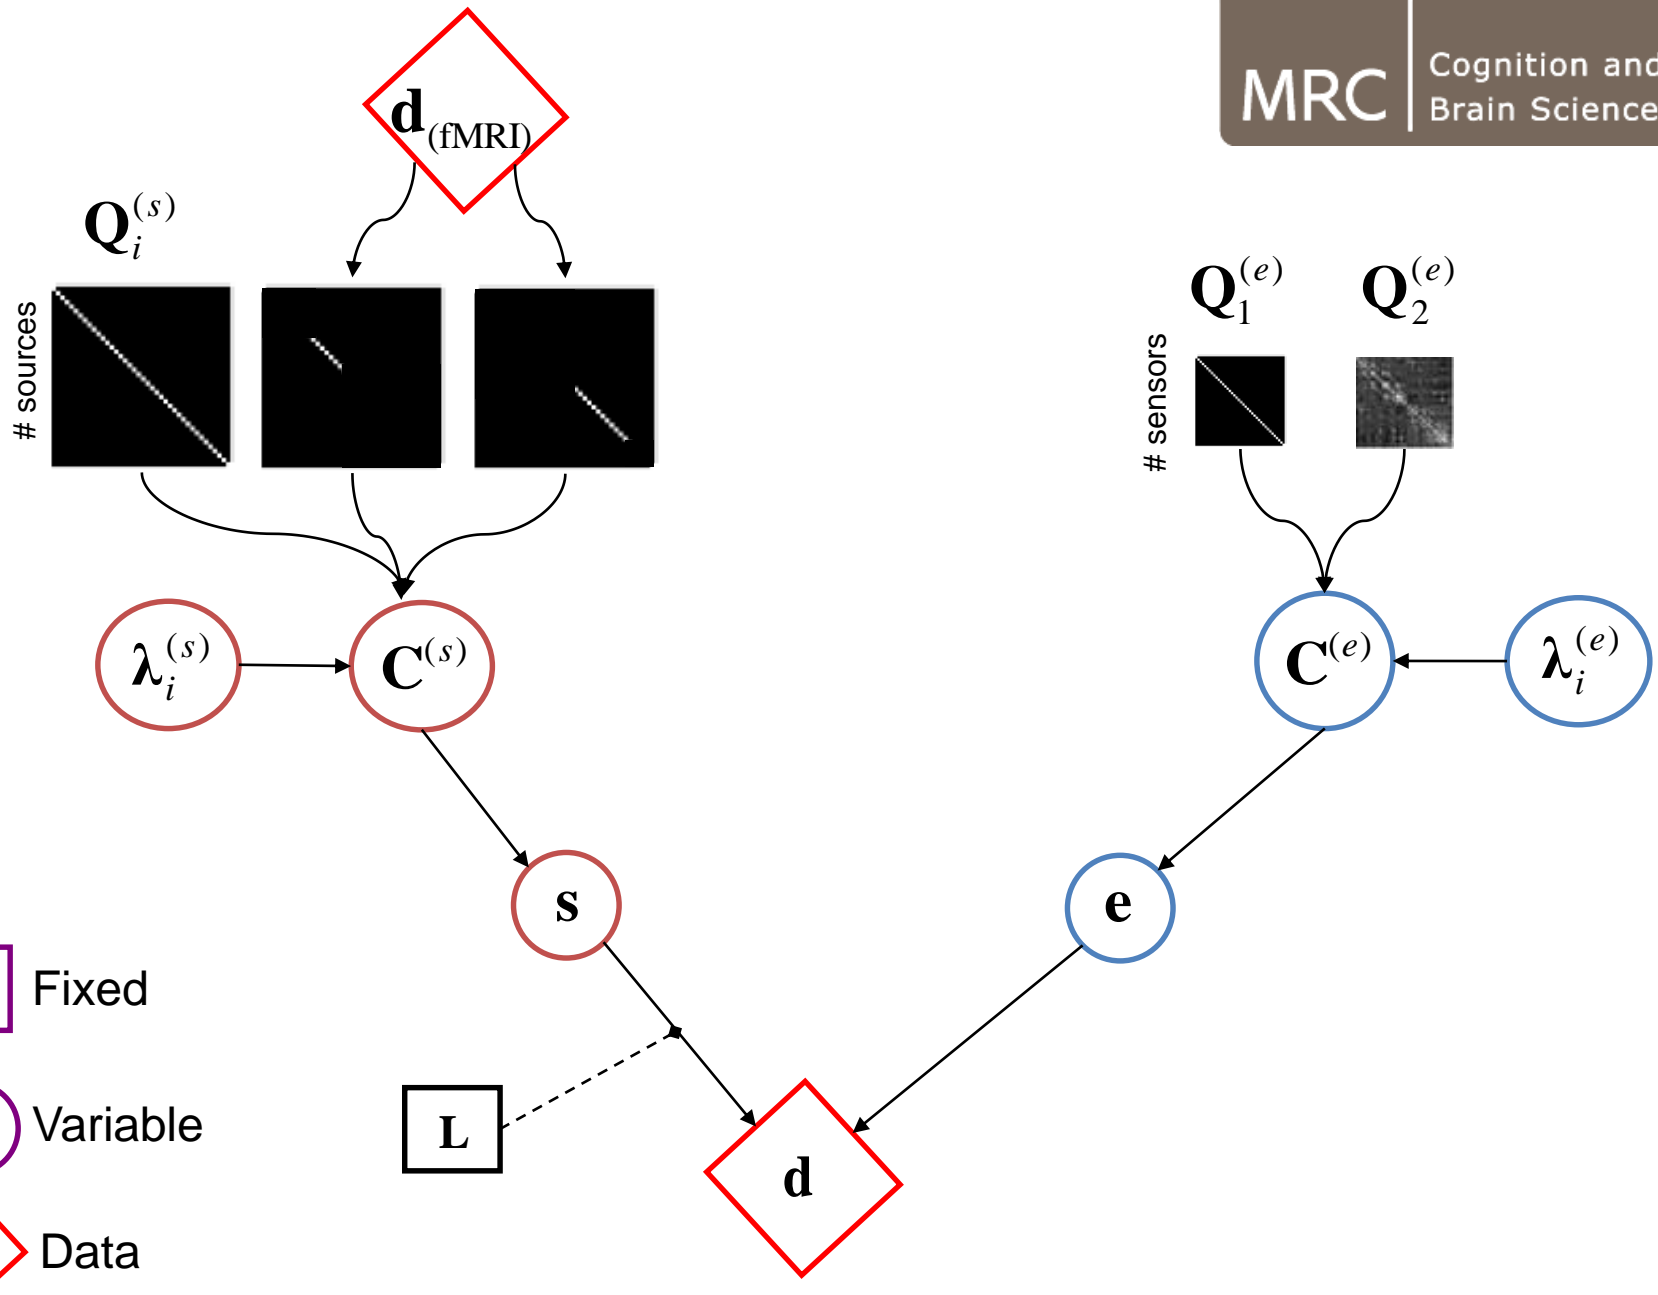 d(fMRI)
MRC
Cognition and
Brain Science
Q_i^(s)
Q_1^(e)
Q_2^(e)
# sources
# sensors
λ_i^(s)
C^(s)
C^(e)
λ_i^(e)
s
e
Fixed
L
Variable
d
Data